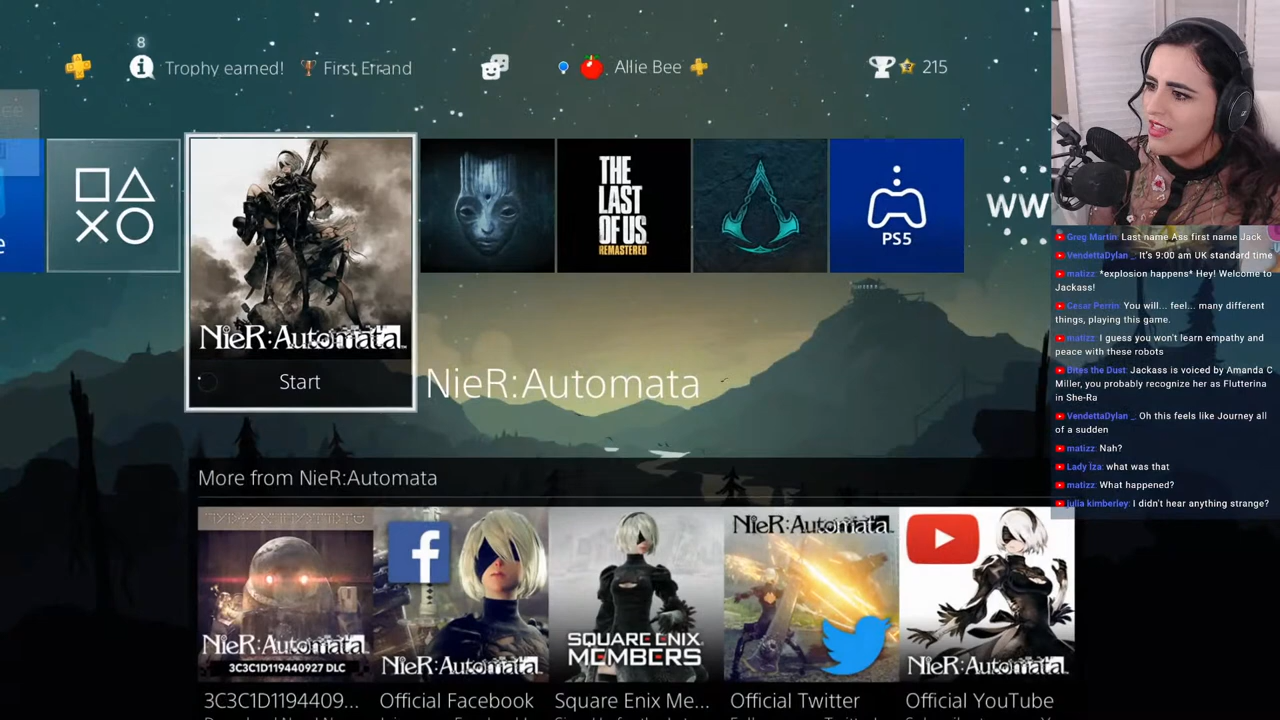 8
Trophy earned! First Errand
Allie Bee
215
NieR:Automata
Start
THE
LAST
OF US
REMASTERED
PS5
WW
NieR:Automata
More from NieR:Automata
NieR:Automata
3C3C1D119440927 DLC
NieR:Automata
SQUARE ENIX
MEMBERS
NieR:Automata
NieR:Automata
3C3C1D1194409...
Official Facebook
Square Enix Me...
Official Twitter
Official YouTube
Greg Martin: Last name Ass first name Jack
VendettaDylan _: It's 9:00 am UK standard time
matizz: *explosion happens* Hey! Welcome to
Jackass!
Cesar Perrin: You will... feel... many different
things, playing this game.
matizz: I guess you won't learn empathy and
peace with these robots
Bites the Dust: Jackass is voiced by Amanda C
Miller, you probably recognize her as Flutterina
in She-Ra
VendettaDylan _: Oh this feels like Journey all
of a sudden
matizz: Nah?
Lady Iza: what was that
matizz: What happened?
julia kimberley: I didn't hear anything strange?